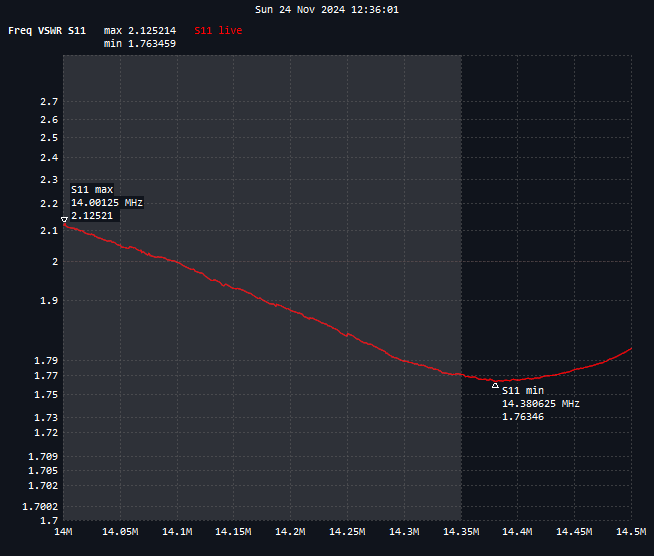 Sun 24 Nov 2024 12:36:01
Freq VSWR S11 max 2.125214 S11 live
min 1.763459
2.7
2.6
2.5
2.4
2.3
S11 max
14.00125 MHz
2.2
2.12521
2.1
2
1.9
1.79
1.77
S11 min
1.75
14.380625 MHz
1.76346
1.73
1.72
1.709
1.705
1.702
1.7002
1.7
14M 14.05M 14.1M 14.15M 14.2M 14.25M 14.3M 14.35M 14.4M 14.45M 14.5M